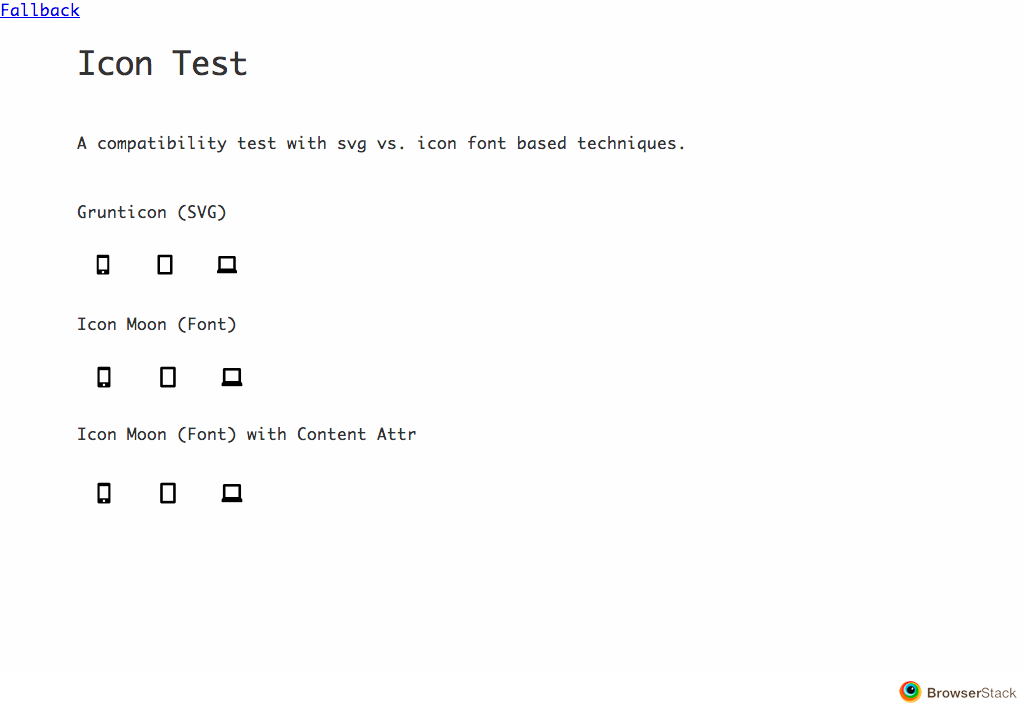 Fallback
Icon Test
A compatibility test with svg vs. icon font based techniques.
Grunticon (SVG)
Icon Moon (Font)
Icon Moon (Font) with Content Attr
BrowserStack